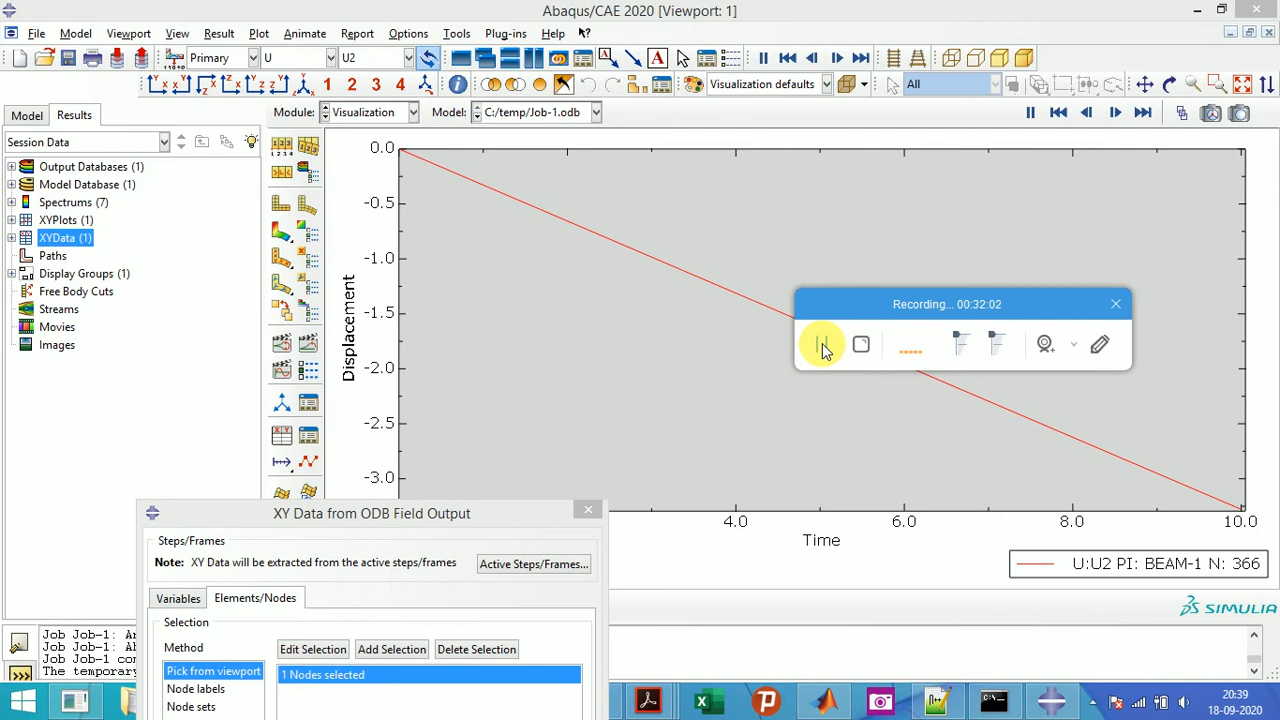 Abaqus/CAE 2020 [Viewport: 1]
File Model Viewport View Result Plot Animate Report Options Tools Plug-ins Help
Primary U U2
1 2 3 4 Visualization defaults All
Model Results Module: Visualization Model: C:/temp/Job-1.odb
Session Data
Output Databases (1)
Model Database (1)
Spectrums (7)
XYPlots (1)
XYData (1)
Paths
Display Groups (1)
Free Body Cuts
Streams
Movies
Images
0.0
-0.5
-1.0
-1.5
-2.0
-2.5
-3.0
Displacement
4.0 6.0 8.0 10.0
Time
U:U2 PI: BEAM-1 N: 366
Recording... 00:32:02
SIMULIA
XY Data from ODB Field Output
Steps/Frames
Note: XY Data will be extracted from the active steps/frames
Active Steps/Frames...
Variables Elements/Nodes
Selection
Method
Edit Selection Add Selection Delete Selection
Pick from viewport
1 Nodes selected
Node labels
Node sets
Job Job-1:
Job Job-1:
Job Job-1
The temporary
20:39
18-09-2020